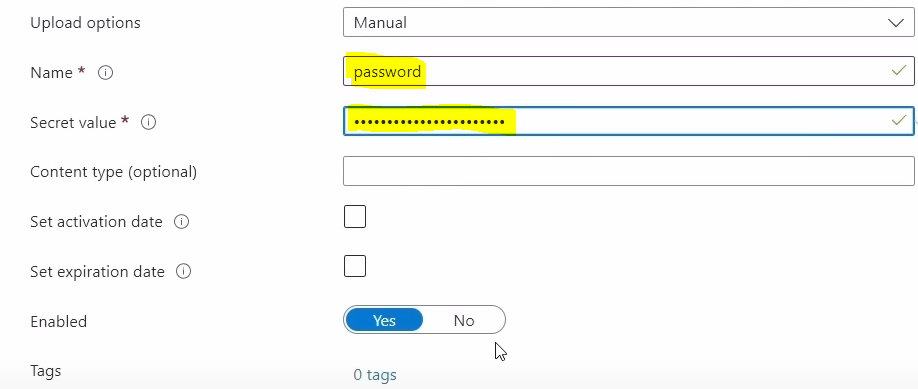 Upload options Manual
Name * password
Secret value * •••••••••••••••••••••••
Content type (optional)
Set activation date
Set expiration date
Enabled Yes No
Tags 0 tags